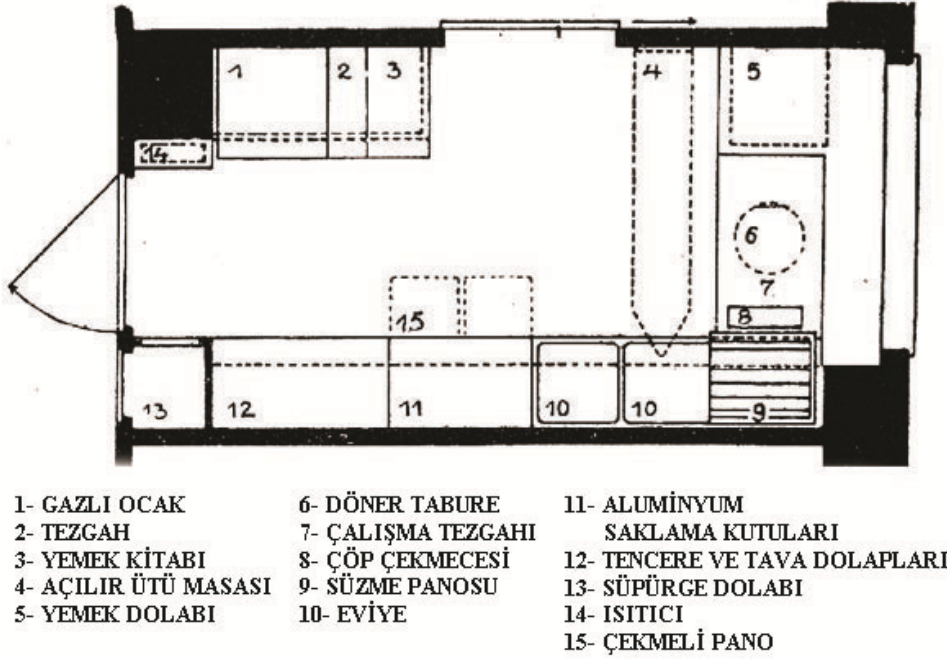 1 2 3 4 5
14
6
7
8
15
13 12 11 10 10 9
1- GAZLI OCAK
2- TEZGAH
3- YEMEK KİTABI
4- AÇILIR ÜTÜ MASASI
5- YEMEK DOLABI
6- DÖNER TABURE
7- ÇALIŞMA TEZGAHI
8- ÇÖP ÇEKMECESİ
9- SÜZME PANOSU
10- EVİYE
11- ALUMİNYUM
SAKLAMA KUTULARI
12- TENCERE VE TAVA DOLAPLARI
13- SÜPÜRGE DOLABI
14- ISITICI
15- ÇEKMELİ PANO